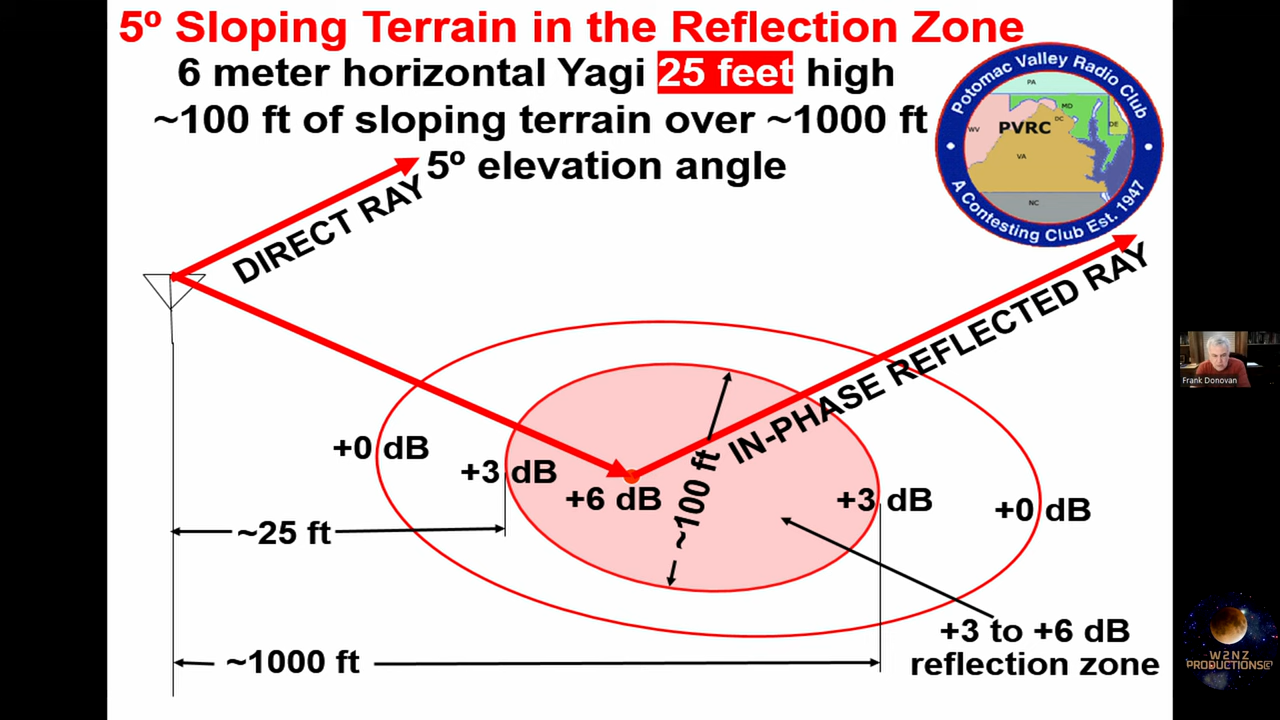 5º Sloping Terrain in the Reflection Zone
6 meter horizontal Yagi 25 feet high
~100 ft of sloping terrain over ~1000 ft
5º elevation angle
Potomac Valley Radio Club
PA
MD
DC
DE
WV
PVRC
VA
NC
A Contesting Club Est. 1947
DIRECT RAY
IN-PHASE REFLECTED RAY
+0 dB
+3 dB
+6 dB
~100 ft
+3 dB
+0 dB
~25 ft
~1000 ft
+3 to +6 dB
reflection zone
Frank Donovan
W2NZ
PRODUCTIONS©